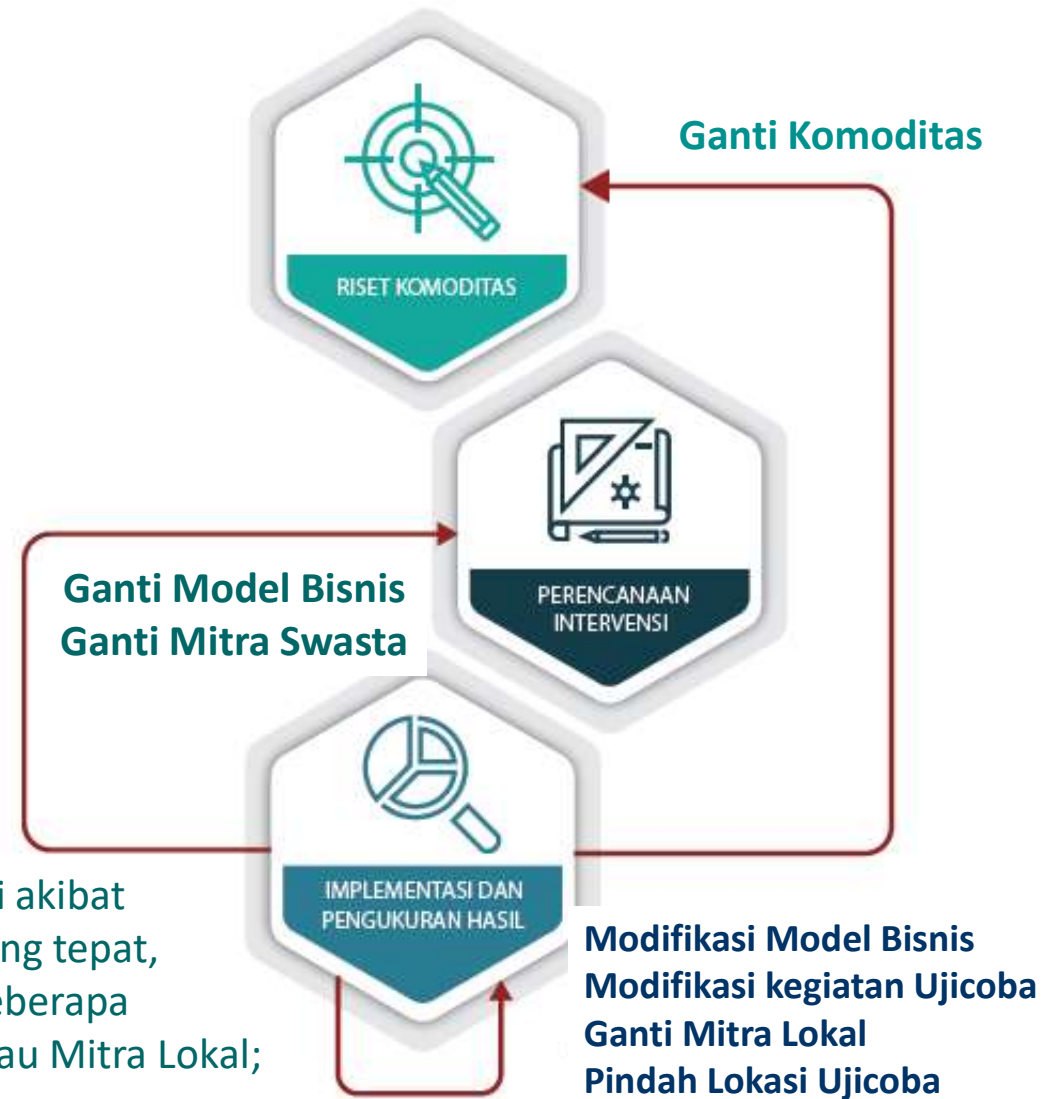 Ganti Komoditas
RISET KOMODITAS
PERENCANAAN
INTERVENSI
Ganti Model Bisnis
Ganti Mitra Swasta
IMPLEMENTASI DAN
PENGUKURAN HASIL
i akibat
ng tepat,
eberapa
au Mitra Lokal;
Modifikasi Model Bisnis
Modifikasi kegiatan Ujicoba
Ganti Mitra Lokal
Pindah Lokasi Ujicoba